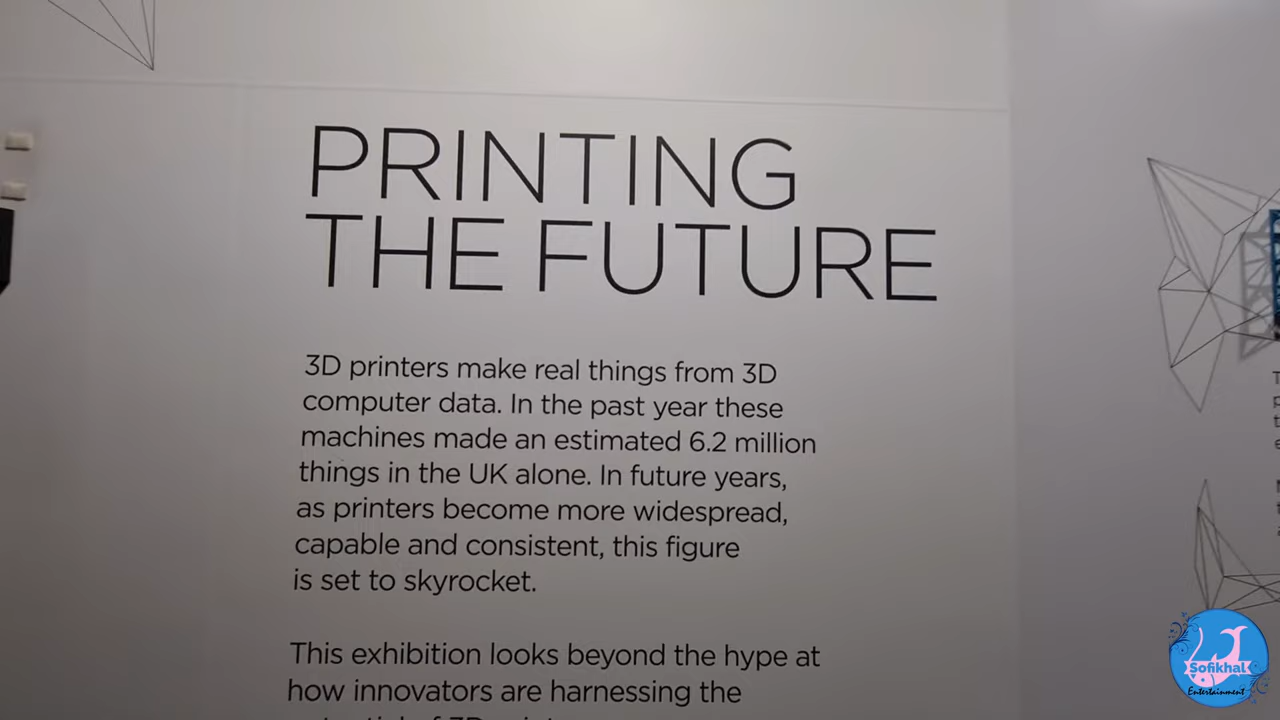 PRINTING
THE FUTURE
3D printers make real things from 3D
computer data. In the past year these
machines made an estimated 6.2 million
things in the UK alone. In future years,
as printers become more widespread,
capable and consistent, this figure
is set to skyrocket.
This exhibition looks beyond the hype at
how innovators are harnessing the
Sofikhal
Entertainment